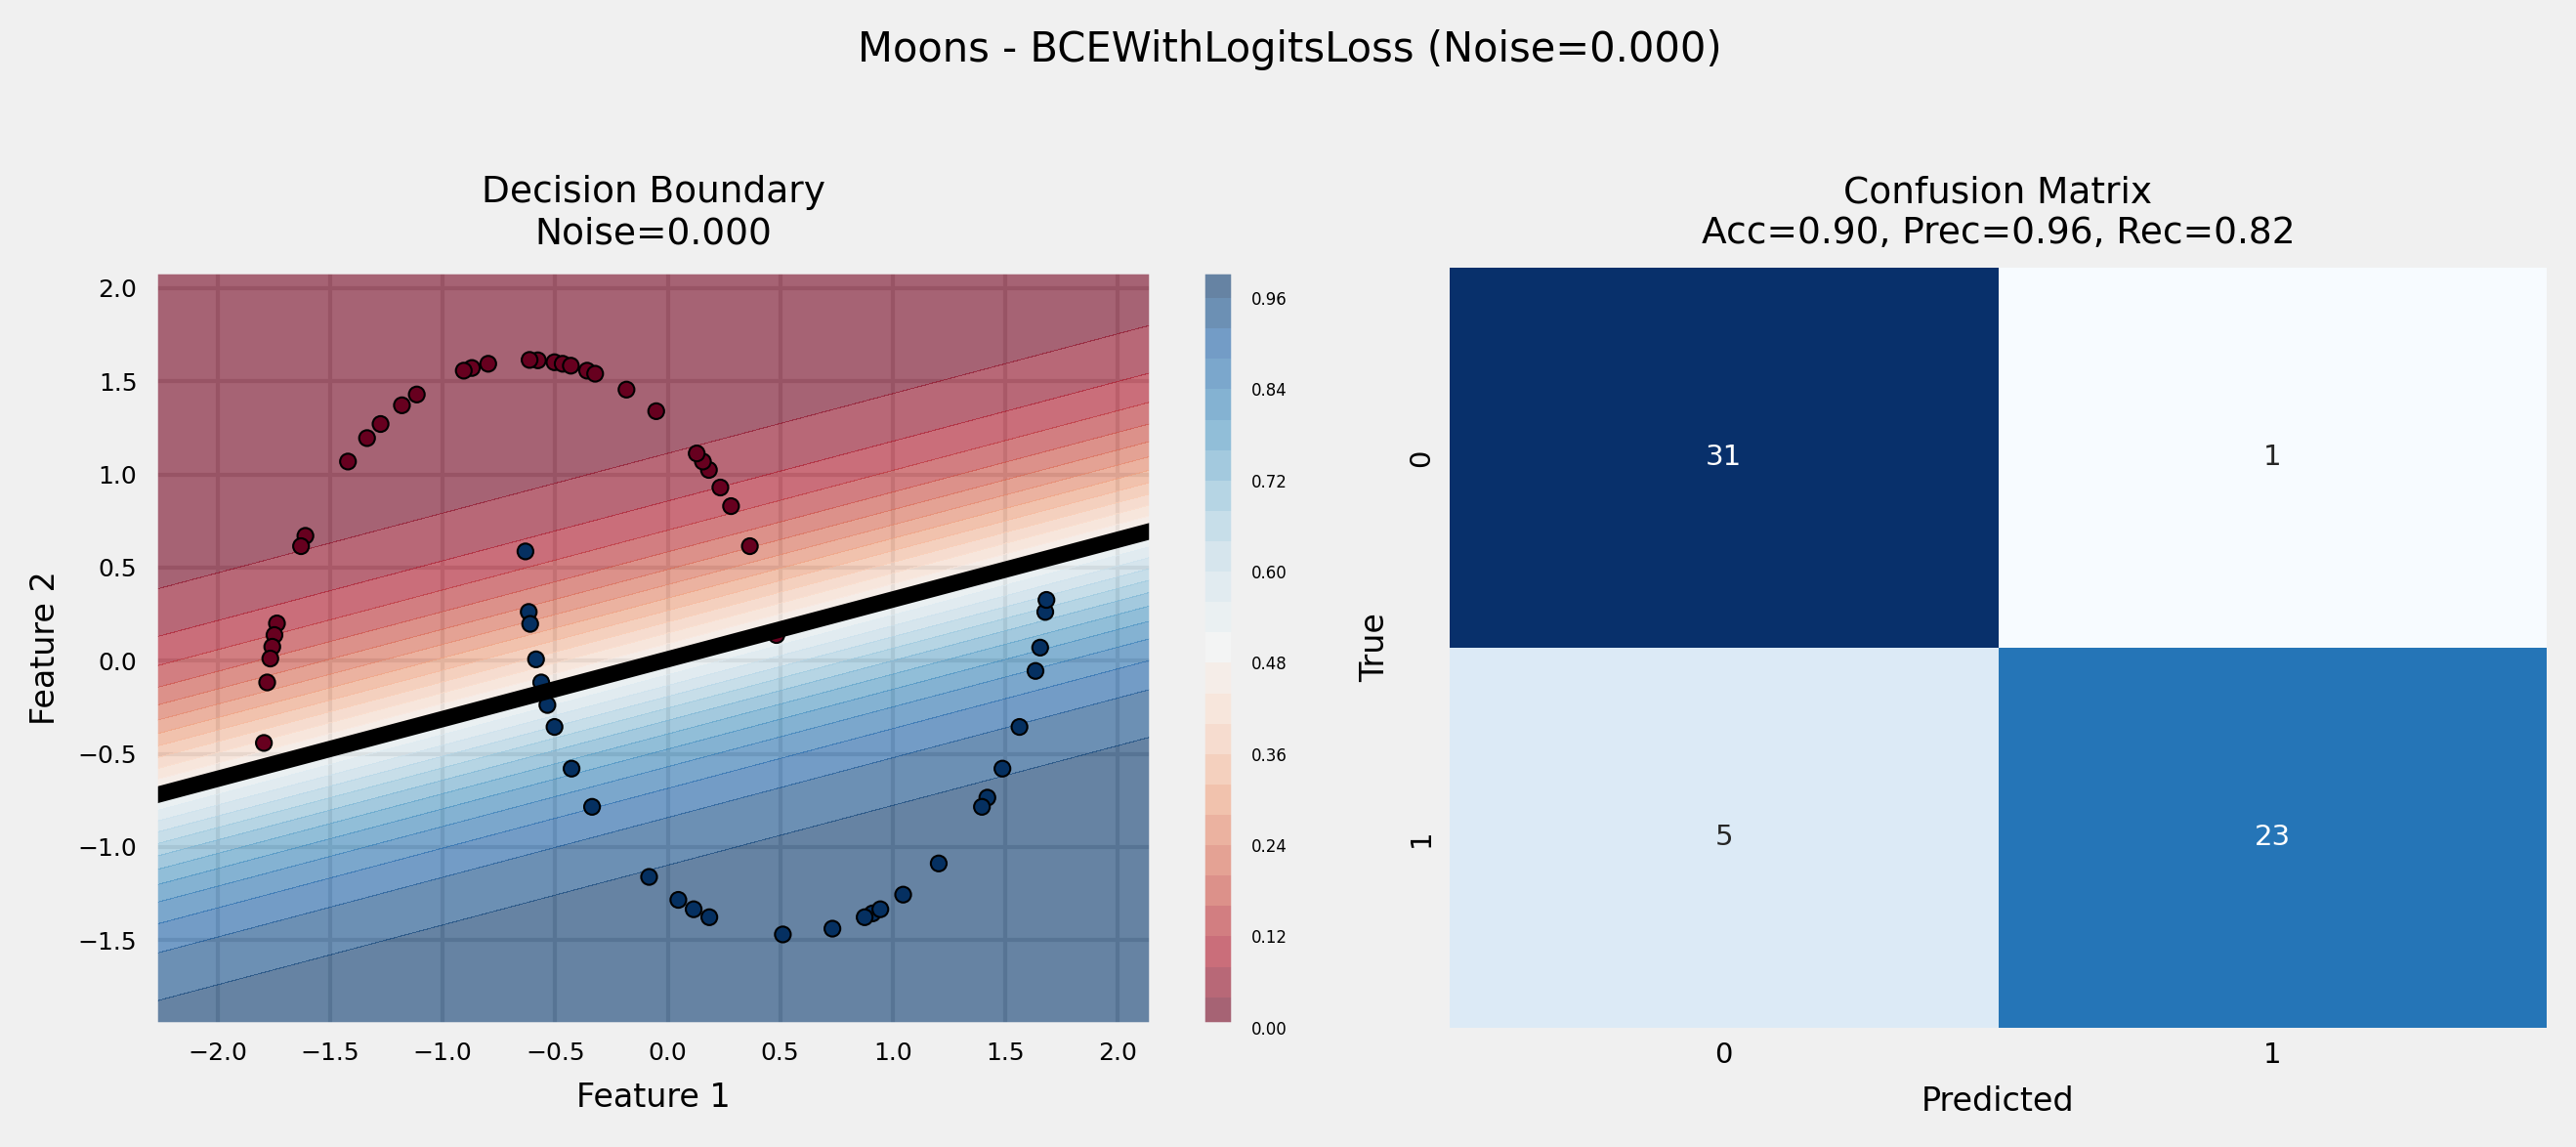 Moons - BCEWithLogitsLoss (Noise=0.000)
Decision Boundary
Noise=0.000
2.0
1.5
1.0
0.5
0.0
−0.5
−1.0
−1.5
Feature 2
−2.0 −1.5 −1.0 −0.5 0.0 0.5 1.0 1.5 2.0
Feature 1
0.96
0.84
0.72
0.60
0.48
0.36
0.24
0.12
0.00
Confusion Matrix
Acc=0.90, Prec=0.96, Rec=0.82
True
0
31 1
1
5 23
0 1
Predicted